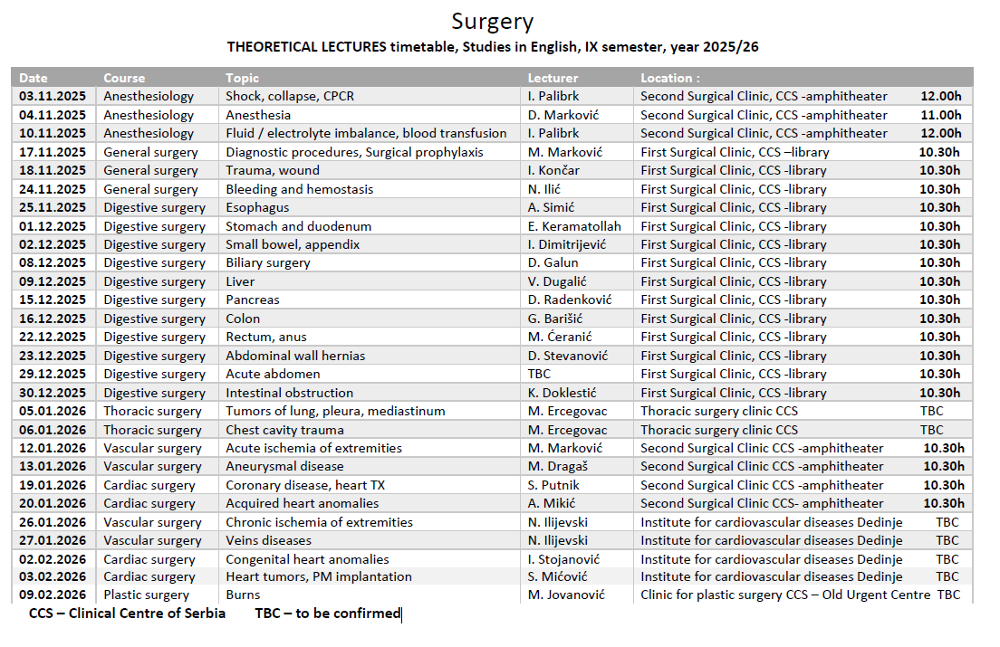 Surgery
THEORETICAL LECTURES timetable, Studies in English, IX semester, year 2025/26
Date Course Topic Lecturer Location :
03.11.2025 Anesthesiology Shock, collapse, CPCR I. Palibrk Second Surgical Clinic, CCS -amphitheater 12.00h
04.11.2025 Anesthesiology Anesthesia D. Marković Second Surgical Clinic, CCS -amphitheater 11.00h
10.11.2025 Anesthesiology Fluid / electrolyte imbalance, blood transfusion I. Palibrk Second Surgical Clinic, CCS -amphitheater 12.00h
17.11.2025 General surgery Diagnostic procedures, Surgical prophylaxis M. Marković First Surgical Clinic, CCS –library 10.30h
18.11.2025 General surgery Trauma, wound I. Končar First Surgical Clinic, CCS -library 10.30h
24.11.2025 General surgery Bleeding and hemostasis N. Ilić First Surgical Clinic, CCS -library 10.30h
25.11.2025 Digestive surgery Esophagus A. Simić First Surgical Clinic, CCS -library 10.30h
01.12.2025 Digestive surgery Stomach and duodenum E. Keramatollah First Surgical Clinic, CCS -library 10.30h
02.12.2025 Digestive surgery Small bowel, appendix I. Dimitrijević First Surgical Clinic, CCS -library 10.30h
08.12.2025 Digestive surgery Biliary surgery D. Galun First Surgical Clinic, CCS -library 10.30h
09.12.2025 Digestive surgery Liver V. Dugalić First Surgical Clinic, CCS -library 10.30h
15.12.2025 Digestive surgery Pancreas D. Radenković First Surgical Clinic, CCS -library 10.30h
16.12.2025 Digestive surgery Colon G. Barišić First Surgical Clinic, CCS -library 10.30h
22.12.2025 Digestive surgery Rectum, anus M. Ćeranić First Surgical Clinic, CCS -library 10.30h
23.12.2025 Digestive surgery Abdominal wall hernias D. Stevanović First Surgical Clinic, CCS -library 10.30h
29.12.2025 Digestive surgery Acute abdomen TBC First Surgical Clinic, CCS -library 10.30h
30.12.2025 Digestive surgery Intestinal obstruction K. Doklestić First Surgical Clinic, CCS -library 10.30h
05.01.2026 Thoracic surgery Tumors of lung, pleura, mediastinum M. Ercegovac Thoracic surgery clinic CCS TBC
06.01.2026 Thoracic surgery Chest cavity trauma M. Ercegovac Thoracic surgery clinic CCS TBC
12.01.2026 Vascular surgery Acute ischemia of extremities M. Marković Second Surgical Clinic CCS -amphitheater 10.30h
13.01.2026 Vascular surgery Aneurysmal disease M. Dragaš Second Surgical Clinic CCS -amphitheater 10.30h
19.01.2026 Cardiac surgery Coronary disease, heart TX S. Putnik Second Surgical Clinic CCS -amphitheater 10.30h
20.01.2026 Cardiac surgery Acquired heart anomalies A. Mikić Second Surgical Clinic CCS- amphitheater 10.30h
26.01.2026 Vascular surgery Chronic ischemia of extremities N. Ilijevski Institute for cardiovascular diseases Dedinje TBC
27.01.2026 Vascular surgery Veins diseases N. Ilijevski Institute for cardiovascular diseases Dedinje TBC
02.02.2026 Cardiac surgery Congenital heart anomalies I. Stojanović Institute for cardiovascular diseases Dedinje TBC
03.02.2026 Cardiac surgery Heart tumors, PM implantation S. Mićović Institute for cardiovascular diseases Dedinje TBC
09.02.2026 Plastic surgery Burns M. Jovanović Clinic for plastic surgery CCS – Old Urgent Centre TBC
CCS – Clinical Centre of Serbia TBC – to be confirmed